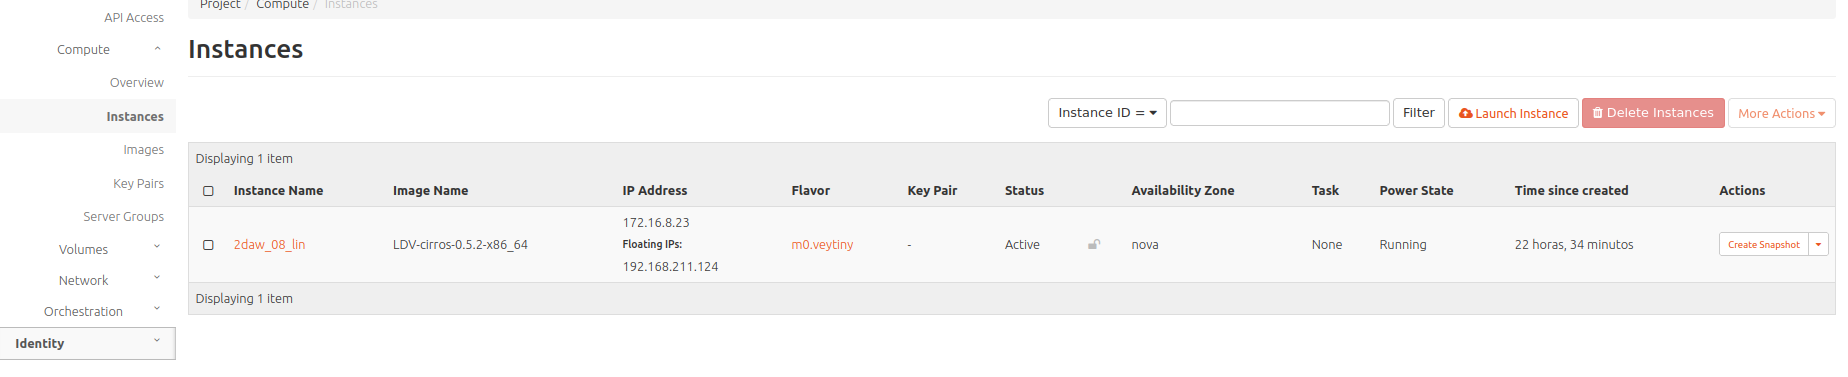 API Access
Compute
Overview
Instances
Images
Key Pairs
Server Groups
Volumes
Network
Orchestration
Identity
Project / Compute / Instances
Instances
Instance ID = Filter Launch Instance Delete Instances More Actions
Displaying 1 item
Instance Name Image Name IP Address Flavor Key Pair Status Availability Zone Task Power State Time since created Actions
172.16.8.23
Floating IPs:
192.168.211.124
2daw_08_lin LDV-cirros-0.5.2-x86_64 m0.veytiny - Active nova None Running 22 horas, 34 minutos Create Snapshot
Displaying 1 item